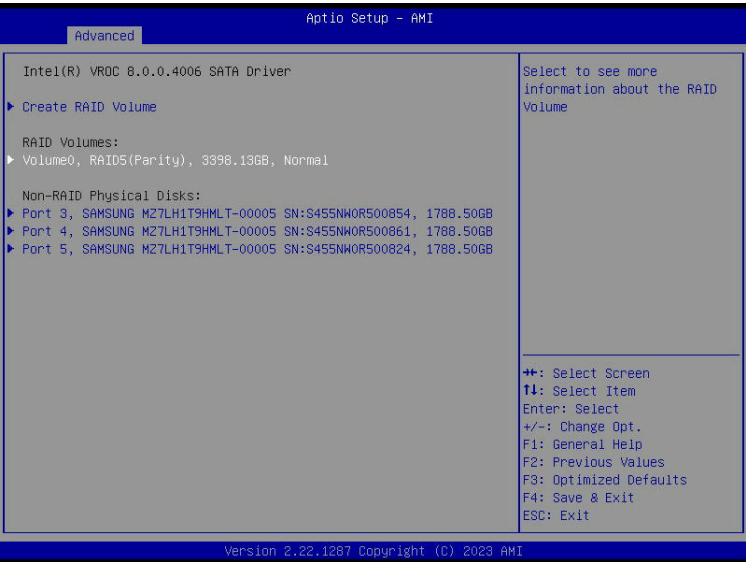 Aptio Setup – AMI
Advanced
Intel(R) VROC 8.0.0.4006 SATA Driver
Create RAID Volume
RAID Volumes:
Volume0, RAID5(Parity), 3398.13GB, Normal
Non-RAID Physical Disks:
Port 3, SAMSUNG MZ7LH1T9HMLT-00005 SN:S455NW0R500854, 1788.50GB
Port 4, SAMSUNG MZ7LH1T9HMLT-00005 SN:S455NW0R500861, 1788.50GB
Port 5, SAMSUNG MZ7LH1T9HMLT-00005 SN:S455NW0R500824, 1788.50GB
Select to see more
information about the RAID
Volume
→←: Select Screen
↑↓: Select Item
Enter: Select
+/-: Change Opt.
F1: General Help
F2: Previous Values
F3: Optimized Defaults
F4: Save & Exit
ESC: Exit
Version 2.22.1287 Copyright (C) 2023 AMI